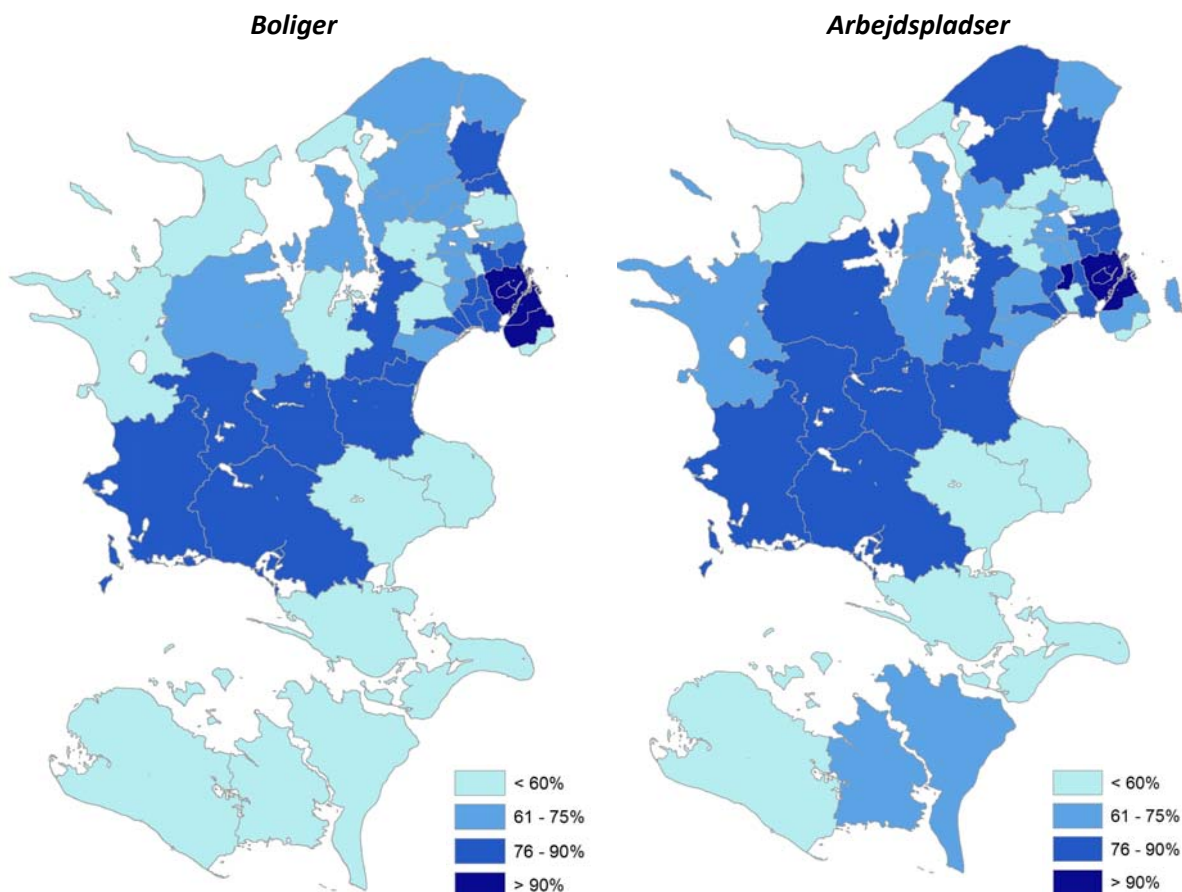 Boliger
Arbejdspladser
< 60%
61 - 75%
76 - 90%
> 90%
< 60%
61 - 75%
76 - 90%
> 90%